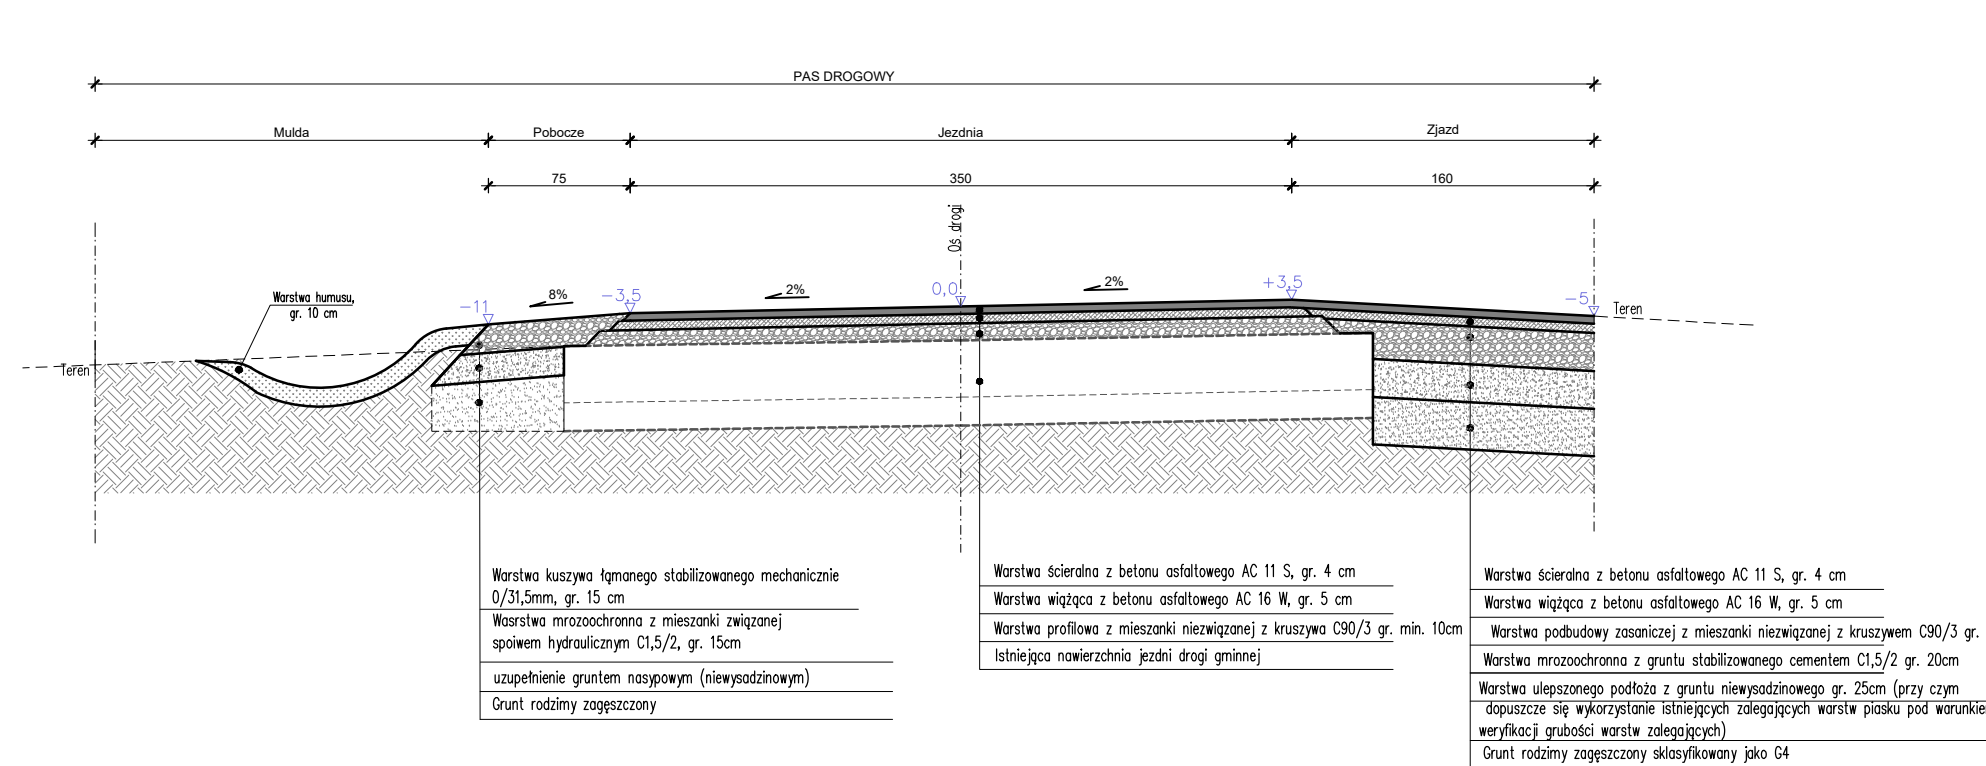 PAS DROGOWY
Mulda
Pobocze
Jezdnia
Zjazd
75
350
160
Oś drogi
-11
8%
-3,5
2%
0,0
2%
+3,5
-5
Teren
Warstwa humusu,
gr. 10 cm
Teren
Warstwa kuszywa łąmanego stabilizowanego mechanicznie
0/31,5mm, gr. 15 cm
Wasrstwa mrozoochronna z mieszanki związanej
spoiwem hydraulicznym C1,5/2, gr. 15cm
uzupełnienie gruntem nasypowym (niewysadzinowym)
Grunt rodzimy zagęszczony
Warstwa ścieralna z betonu asfaltowego AC 11 S, gr. 4 cm
Warstwa wiążąca z betonu asfaltowego AC 16 W, gr. 5 cm
Warstwa profilowa z mieszanki niezwiązanej z kruszywa C90/3 gr. min. 10cm
Istniejąca nawierzchnia jezdni drogi gminnej
Warstwa ścieralna z betonu asfaltowego AC 11 S, gr. 4 cm
Warstwa wiążąca z betonu asfaltowego AC 16 W, gr. 5 cm
Warstwa podbudowy zasaniczej z mieszanki niezwiązanej z kruszywem C90/3 gr.
Warstwa mrozoochronna z gruntu stabilizowanego cementem C1,5/2 gr. 20cm
Warstwa ulepszonego podłoża z gruntu niewysadzinowego gr. 25cm (przy czym
dopuszcze się wykorzystanie istniejących zalegających warstw piasku pod warunkie
weryfikacji grubości warstw zalegających)
Grunt rodzimy zagęszczony sklasyfikowany jako G4